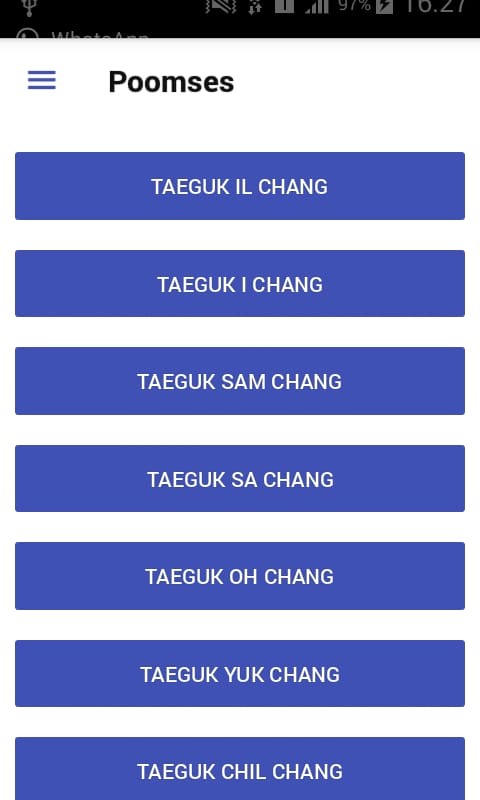 97% 16:27
WhatsApp
Poomses
TAEGUK IL CHANG
TAEGUK I CHANG
TAEGUK SAM CHANG
TAEGUK SA CHANG
TAEGUK OH CHANG
TAEGUK YUK CHANG
TAEGUK CHIL CHANG